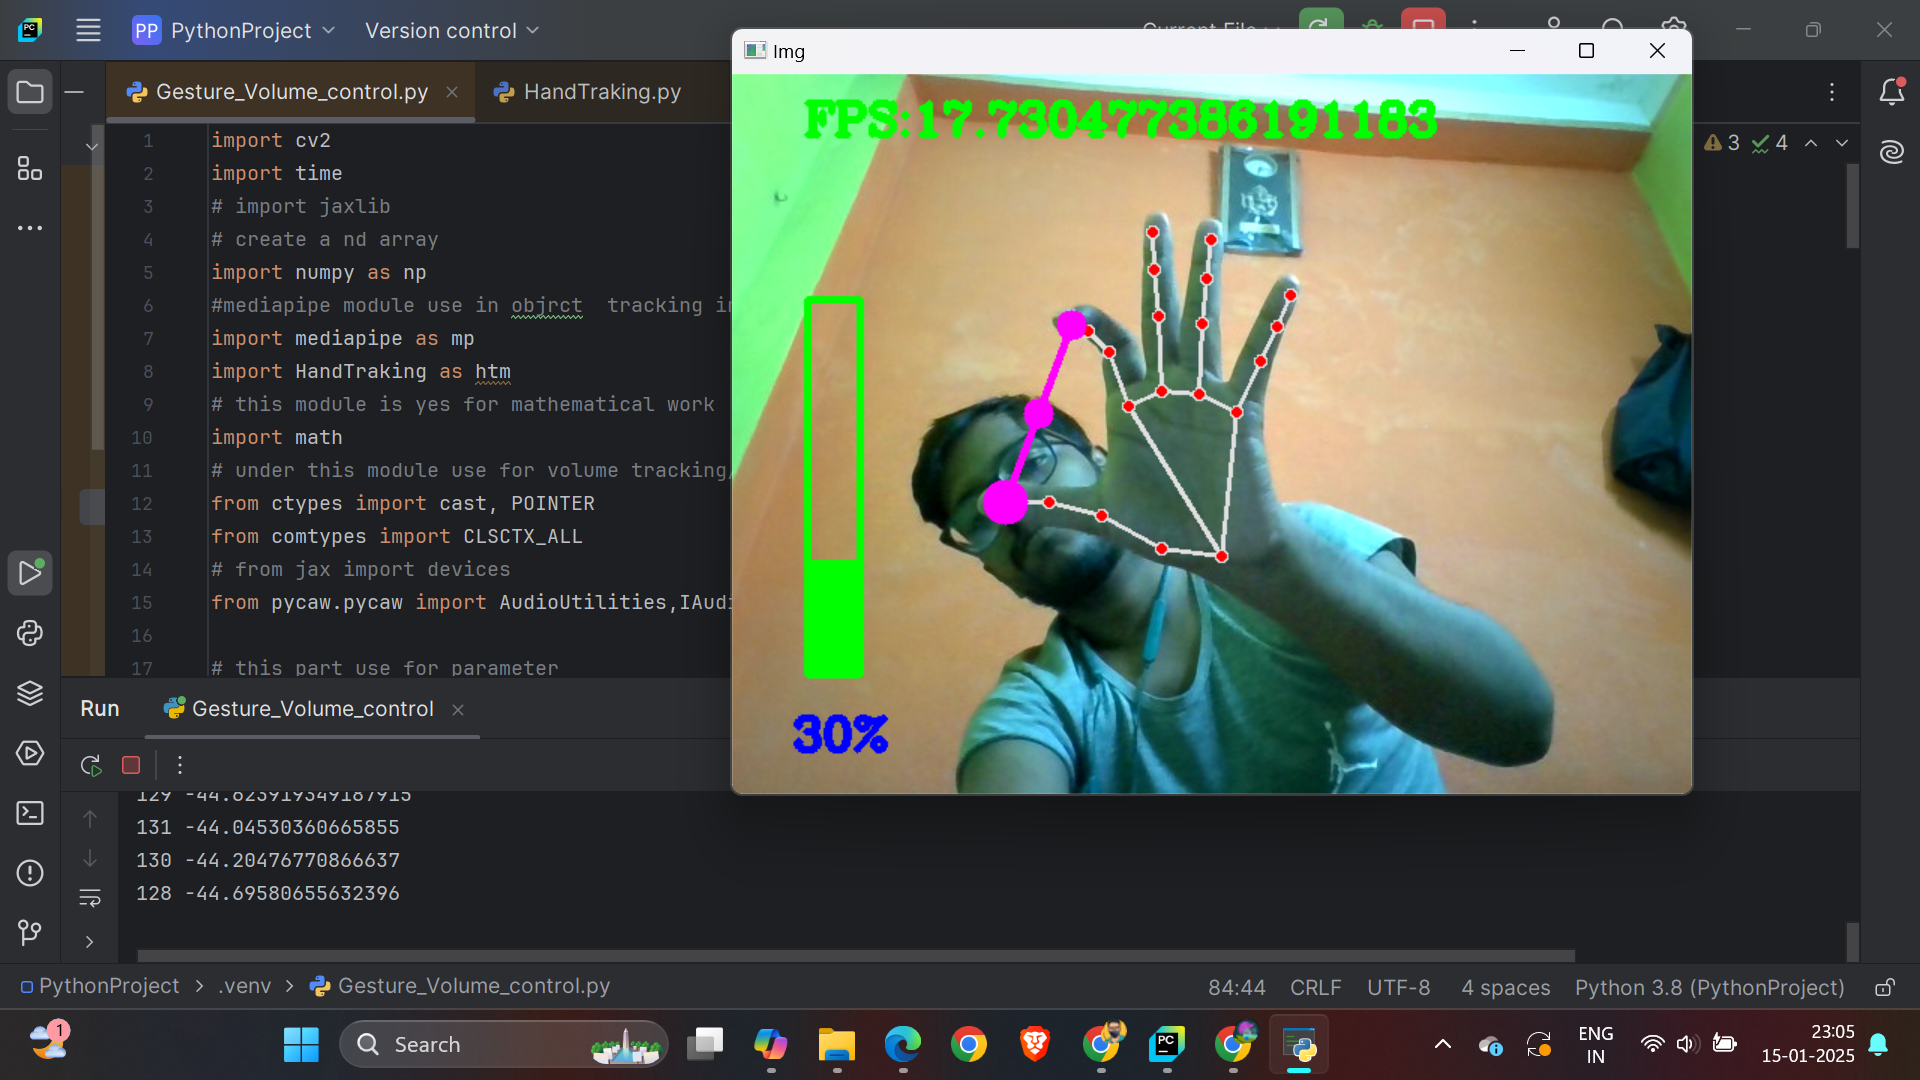 PP PythonProject Version control
Gesture_Volume_control.py HandTraking.py
3 4
1 import cv2
2 import time
3 # import jaxlib
4 # create a nd array
5 import numpy as np
6 #mediapipe module use in objrct tracking
7 import mediapipe as mp
8 import HandTraking as htm
9 # this module is yes for mathematical work
10 import math
11 # under this module use for volume tracking
12 from ctypes import cast, POINTER
13 from comtypes import CLSCTX_ALL
14 # from jax import devices
15 from pycaw.pycaw import AudioUtilities,
16
17 # this part use for parameter
Img
FPS:17.730477386191183
30%
Run Gesture_Volume_control
129 -44.623919349187915
131 -44.04530360665855
130 -44.20476770866637
128 -44.69580655632396
PythonProject > .venv > Gesture_Volume_control.py
84:44 CRLF UTF-8 4 spaces Python 3.8 (PythonProject)
1
Search
PC
ENG
IN
23:05
15-01-2025